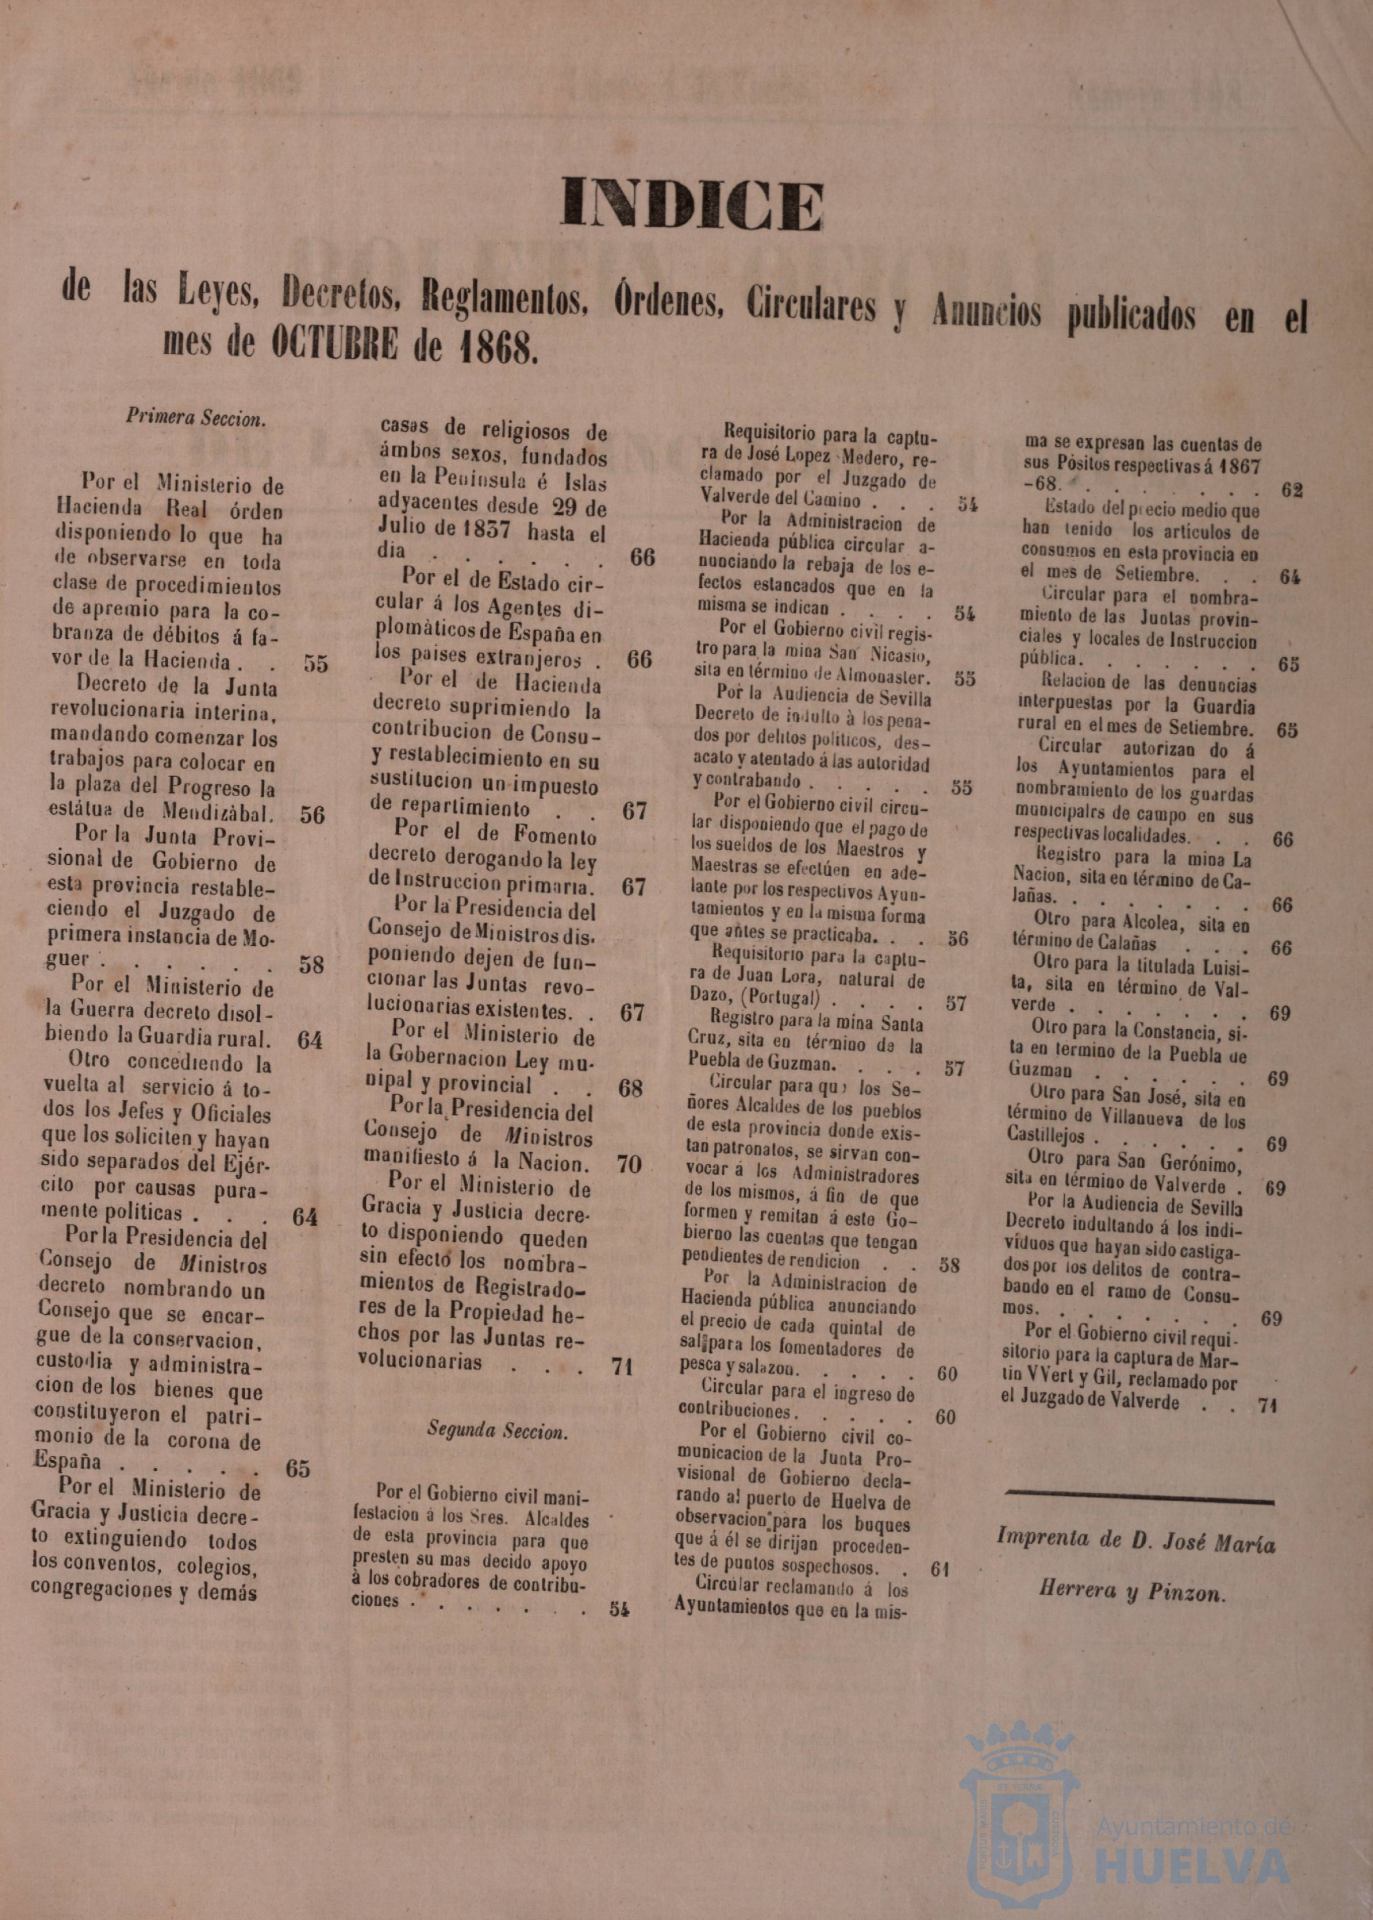 INDICE
de las Leyes, Decretos, Reglamentos, Órdenes, Circulares y Anuncios publicados en el
mes de OCTUBRE de 1868.
Primera Seccion.
Por el Ministerio de
Hacienda Real órden
disponiendo lo que ha
de observarse en toda
clase de procedimientos
de apremio para la co-
branza de débitos á fa-
vor de la Hacienda . . 55
Decreto de la Junta
revolucionaria interina,
mandando comenzar los
trabajos para colocar en
la plaza del Progreso la
estátua de Mendizàbal. 56
Por la Junta Provi-
sional de Gobierno de
esta provincia restable-
ciendo el Juzgado de
primera instancia de Mo-
guer . . . . . . 58
Por el Ministerio de
la Guerra decreto disol-
biendo la Guardia rural. 64
Otro concediendo la
vuelta al servicio á to-
dos los Jefes y Oficiales
que los soliciten y hayan
sido separados del Ejér-
cito por causas pura-
mente políticas . . . 64
Por la Presidencia del
Consejo de Ministros
decreto nombrando un
Consejo que se encar-
gue de la conservacion,
custodia y administra-
cion de los bienes que
constituyeron el patri-
monio de la corona de
España . . . . . 65
Por el Ministerio de
Gracia y Justicia decre-
to extinguiendo todos
los conventos, colegios,
congregaciones y demás
casas de religiosos de
ámbos sexos, fundados
en la Península é Islas
adyacentes desde 29 de
Julio de 1837 hasta el
dia . . . . . . 66
Por el de Estado cir-
cular á los Agentes di-
plomàticos de España en
los paises extranjeros . 66
Por el de Hacienda
decreto suprimiendo la
contribucion de Consu-
y restablecimiento en su
sustitucion un impuesto
de repartimiento . . 67
Por el de Fomento
decreto derogando la ley
de Instruccion primaria. 67
Por la Presidencia del
Consejo de Ministros dis-
poniendo dejen de fun-
cionar las Juntas revo-
lucionarias existentes. . 67
Por el Ministerio de
la Gobernacion Ley mu-
nipal y provincial . . 68
Por la Presidencia del
Consejo de Ministros
manifiesto á la Nacion. 70
Por el Ministerio de
Gracia y Justicia decre-
to disponiendo queden
sin efecto los nombra-
mientos de Registrado-
res de la Propiedad he-
chos por las Juntas re-
volucionarias . . . 71
Segunda Seccion.
Por el Gobierno civil mani-
festacion á los Sres. Alcaldes
de esta provincia para que
presten su mas decido apoyo
à los cobradores de contribu-
ciones . . . . . . . 54
Requisitorio para la captu-
ra de José Lopez Medero, re-
clamado por el Juzgado de
Valverde del Camino . . . 54
Por la Administracion de
Hacienda pública circular a-
nunciando la rebaja de los e-
fectos estancados que en la
misma se indican . . . . 54
Por el Gobierno civil regis-
tro para la mina San Nicasio,
sita en término de Almonaster. 55
Por la Audiencia de Sevilla
Decreto de indulto à los pena-
dos por delitos políticos, des-
acato y atentado á las autoridad
y contrabando . . . . . 55
Por el Gobierno civil circu-
lar disponiendo que el pago de
los sueldos de los Maestros y
Maestras se efectúen en ade-
lante por los respectivos Ayun-
tamientos y en la misma forma
que antes se practicaba. . . 56
Requisitorio para la captu-
ra de Juan Lora, natural de
Dazo, (Portugal) . . . . 57
Registro para la mina Santa
Cruz, sita en término de la
Puebla de Guzman. . . . 57
Circular para que los Se-
ñores Alcaldes de los pueblos
de esta provincia donde exis-
tan patronatos, se sirvan con-
vocar á los Administradores
de los mismos, á fin de que
formen y remitan á este Go-
bierno las cuentas que tengan
pendientes de rendicion . . 58
Por la Administracion de
Hacienda pública anunciando
el precio de cada quintal de
sal para los fomentadores de
pesca y salazon. . . . . 60
Circular para el ingreso de
contribuciones. . . . . 60
Por el Gobierno civil co-
municacion de la Junta Pro-
visional de Gobierno decla-
rando al puerto de Huelva de
observacion para los buques
que á él se dirijan proceden-
tes de puntos sospechosos. . 61
Circular reclamando á los
Ayuntamientos que en la mis-
ma se expresan las cuentas de
sus Pósitos respectivas á 1867
-68. . . . . . . 62
Estado del precio medio que
han tenido los artículos de
consumos en esta provincia en
el mes de Setiembre. . . 64
Circular para el nombra-
miento de las Juntas provin-
ciales y locales de Instruccion
pública. . . . . . . 65
Relacion de las denuncias
interpuestas por la Guardia
rural en el mes de Setiembre. 65
Circular autorizan do á
los Ayuntamientos para el
nombramiento de los guardas
municipalrs de campo en sus
respectivas localidades. . . 66
Registro para la mina La
Nacion, sita en término de Ca-
lañas. . . . . . . . 66
Otro para Alcolea, sita en
término de Calañas . . . 66
Otro para la titulada Luisi-
ta, sita en término de Val-
verde . . . . . . . 69
Otro para la Constancia, si-
ta en termino de la Puebla de
Guzman . . . . . . 69
Otro para San José, sita en
término de Villanueva de los
Castillejos . . . . . . 69
Otro para San Gerónimo,
sita en término de Valverde . 69
Por la Audiencia de Sevilla
Decreto indultando á los indi-
víduos que hayan sido castiga-
dos por los delitos de contra-
bando en el ramo de Consu-
mos. . . . . . . . 69
Por el Gobierno civil requi-
sitorio para la captura de Mar-
tin VVert y Gil, reclamado por
el Juzgado de Valverde . . 71
Imprenta de D. José María
Herrera y Pinzon.
Ayuntamiento de
HUELVA